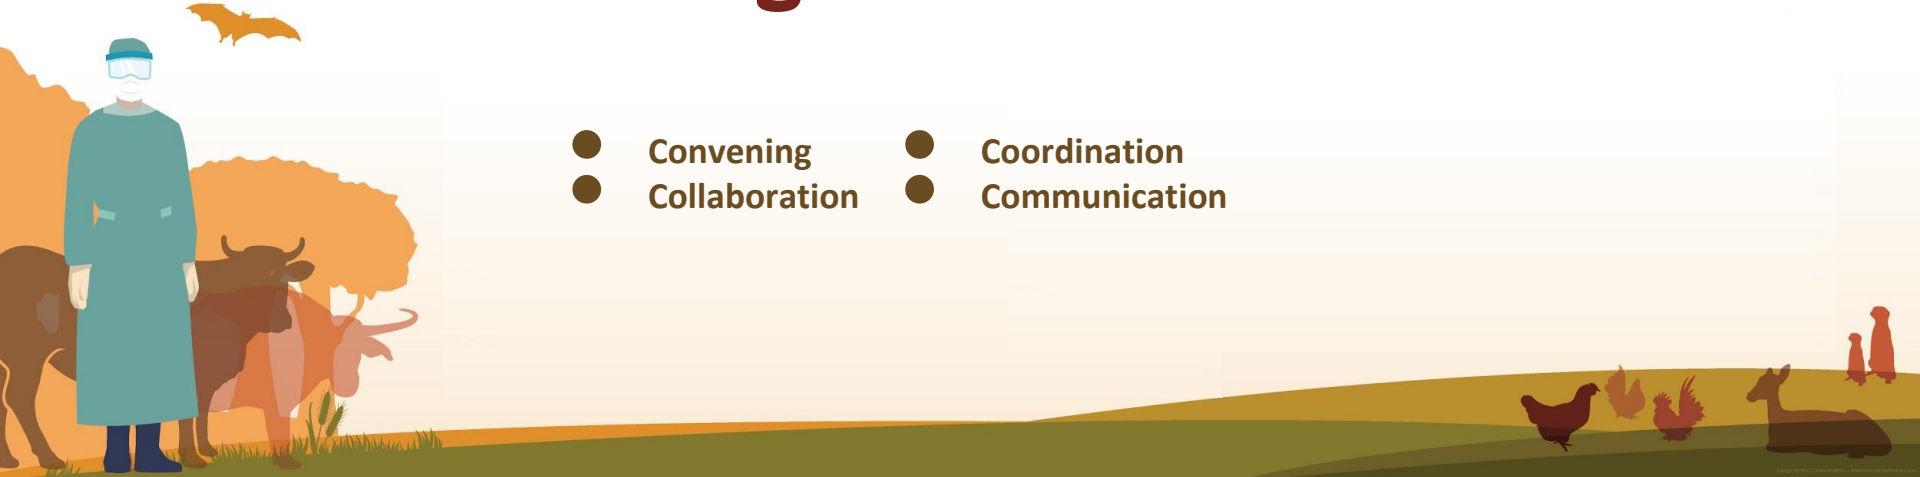 ● Convening
● Collaboration
● Coordination
● Communication